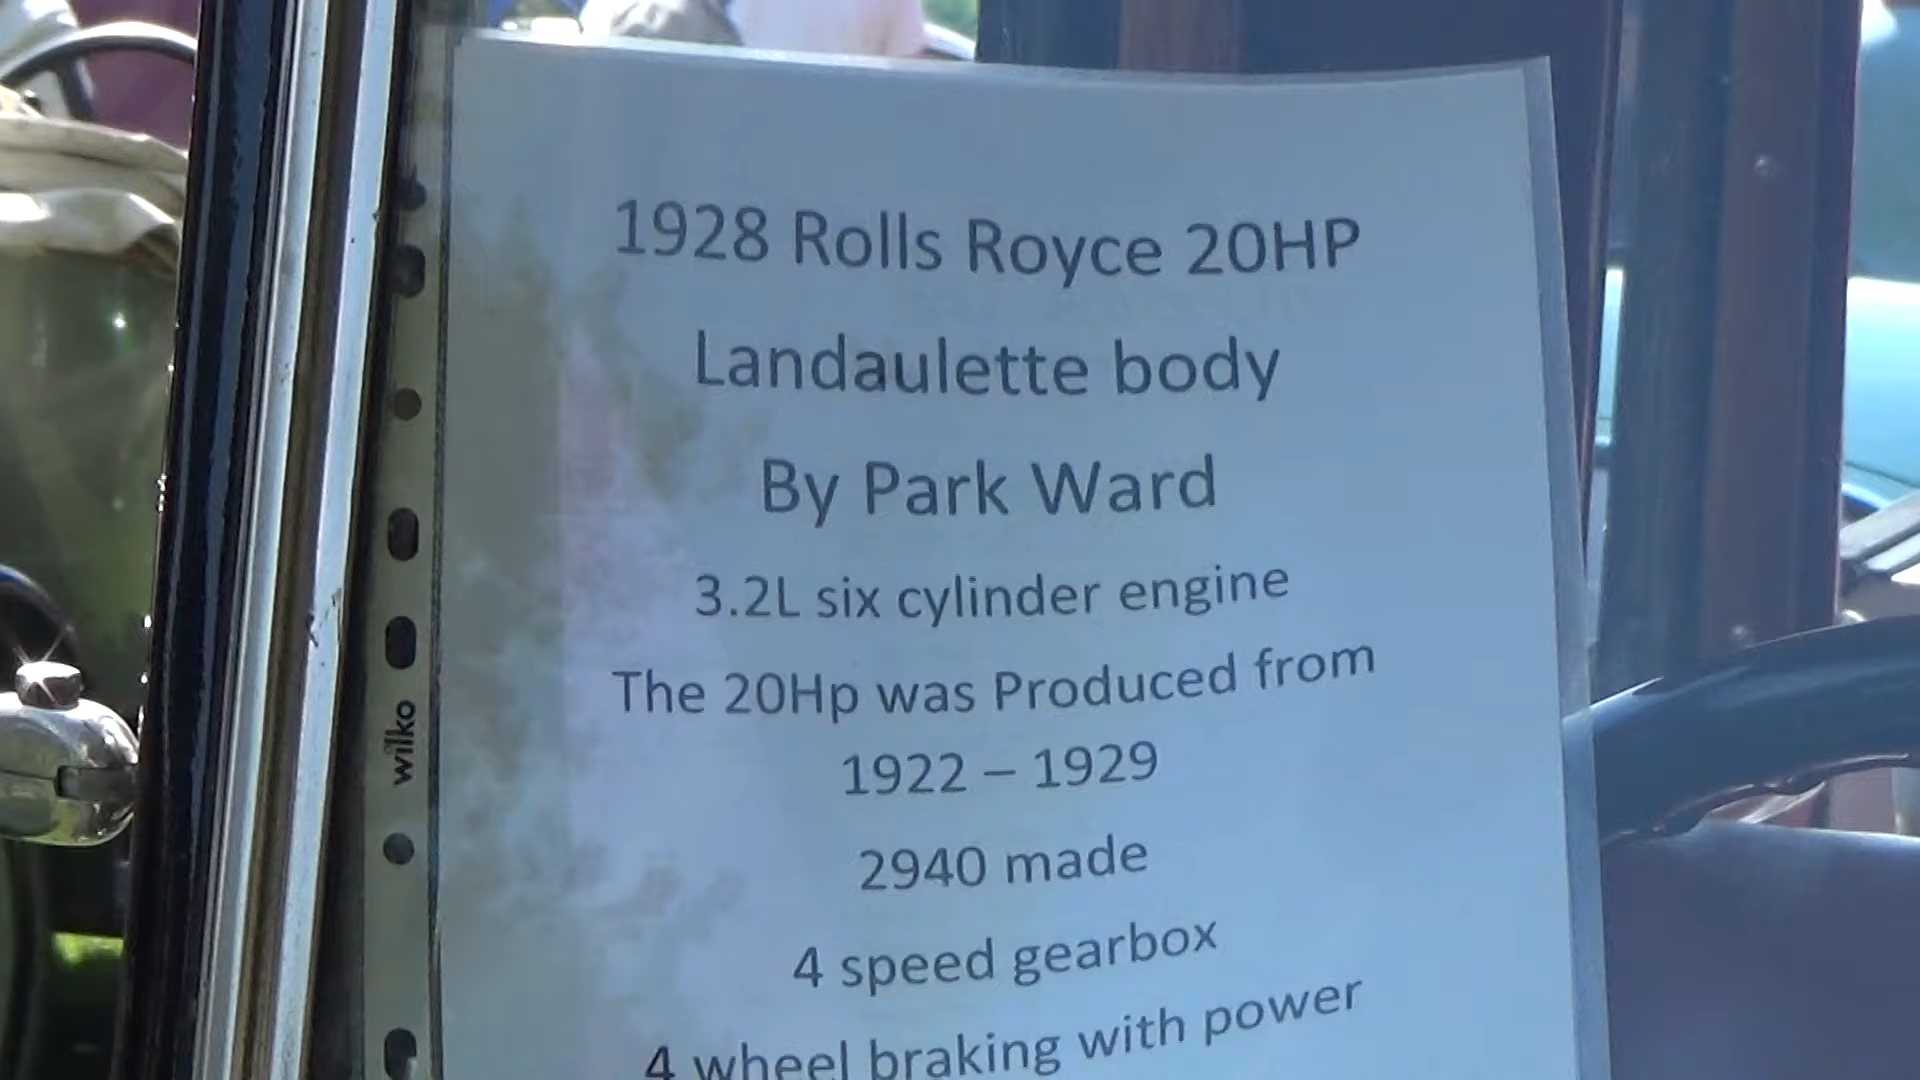 1928 Rolls Royce 20HP
Landaulette body
By Park Ward
3.2L six cylinder engine
The 20Hp was Produced from
1922 – 1929
2940 made
4 speed gearbox
4 wheel braking with power
wilko